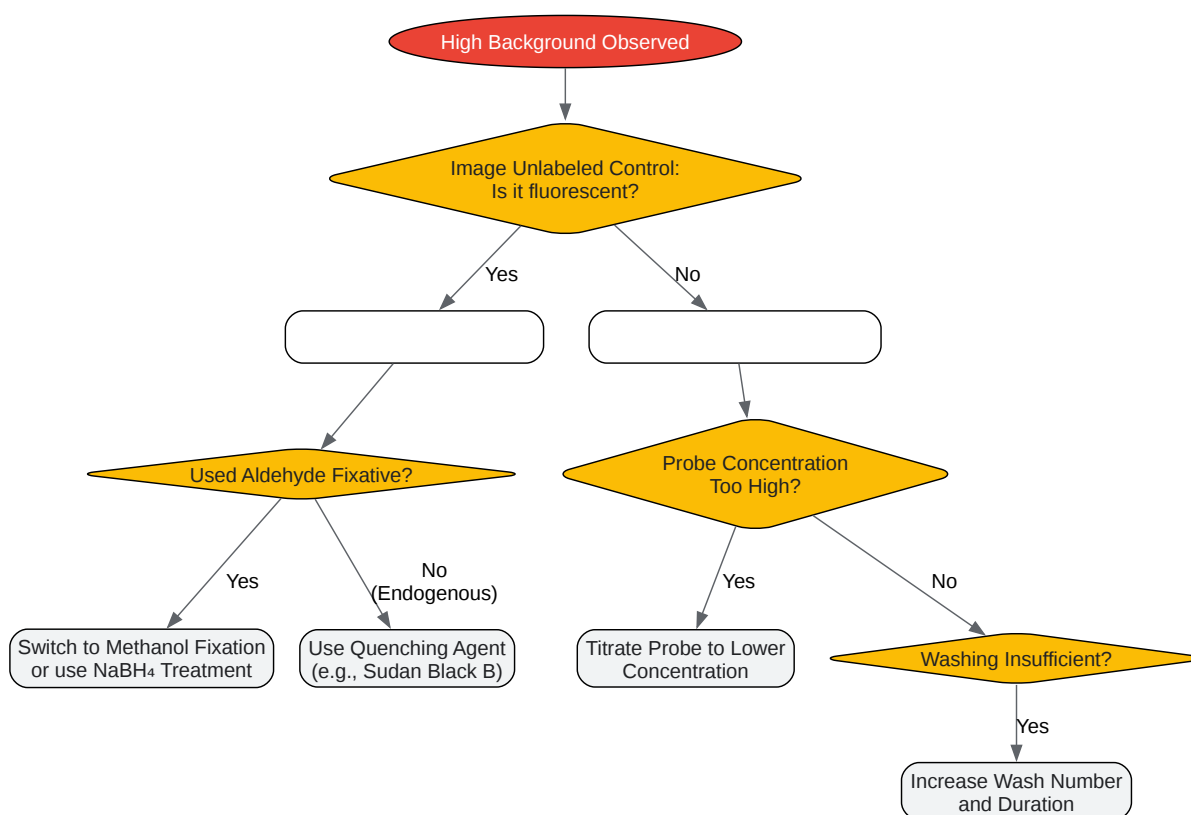 High Background Observed
Image Unlabeled Control:
Is it fluorescent?
Yes
No
Used Aldehyde Fixative?
Probe Concentration
Too High?
Yes
No
(Endogenous)
Yes
No
Switch to Methanol Fixation
or use NaBH₄ Treatment
Use Quenching Agent
(e.g., Sudan Black B)
Titrate Probe to Lower
Concentration
Washing Insufficient?
Yes
Increase Wash Number
and Duration